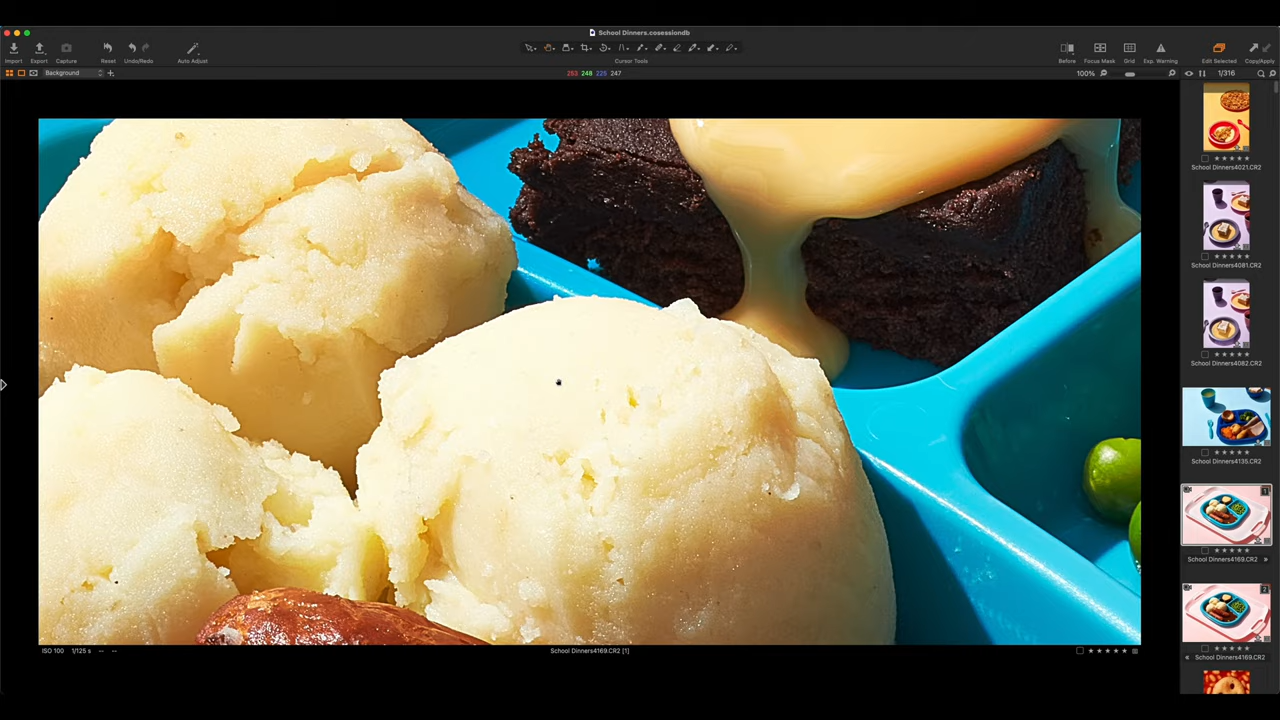 School Dinners.cosessiondb
Import Export Capture Reset Undo/Redo Auto Adjust Cursor Tools Before Focus Mask Grid Exp. Warning Edit Selected Copy/Apply
Background 253 248 225 247 100% 1/316
School Dinners4021.CR2
School Dinners4081.CR2
School Dinners4082.CR2
School Dinners4135.CR2
1
School Dinners4169.CR2
2
ISO 100 1/125 s -- -- School Dinners4169.CR2 [1]
School Dinners4169.CR2